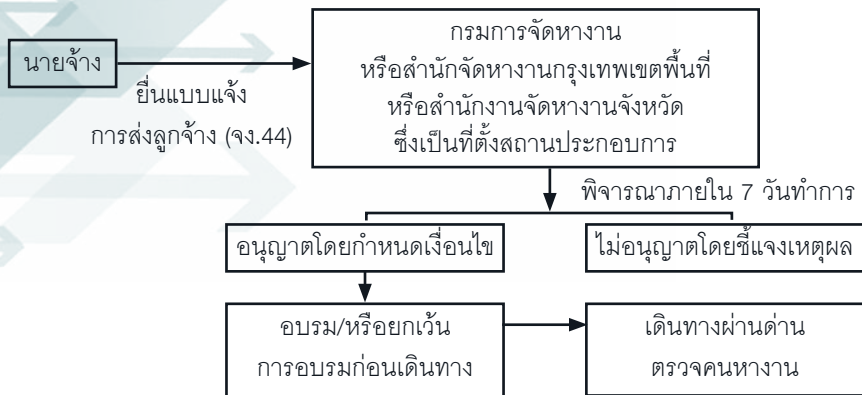 นายจ้าง
ยื่นแบบแจ้ง
การส่งลูกจ้าง (จง.44)
กรมการจัดหางาน
หรือสำนักจัดหางานกรุงเทพเขตพื้นที่
หรือสำนักงานจัดหางานจังหวัด
ซึ่งเป็นที่ตั้งสถานประกอบการ
พิจารณาภายใน 7 วันทำการ
อนุญาตโดยกำหนดเงื่อนไข
ไม่อนุญาตโดยชี้แจงเหตุผล
อบรม/หรือยกเว้น
การอบรมก่อนเดินทาง
เดินทางผ่านด่าน
ตรวจคนหางาน